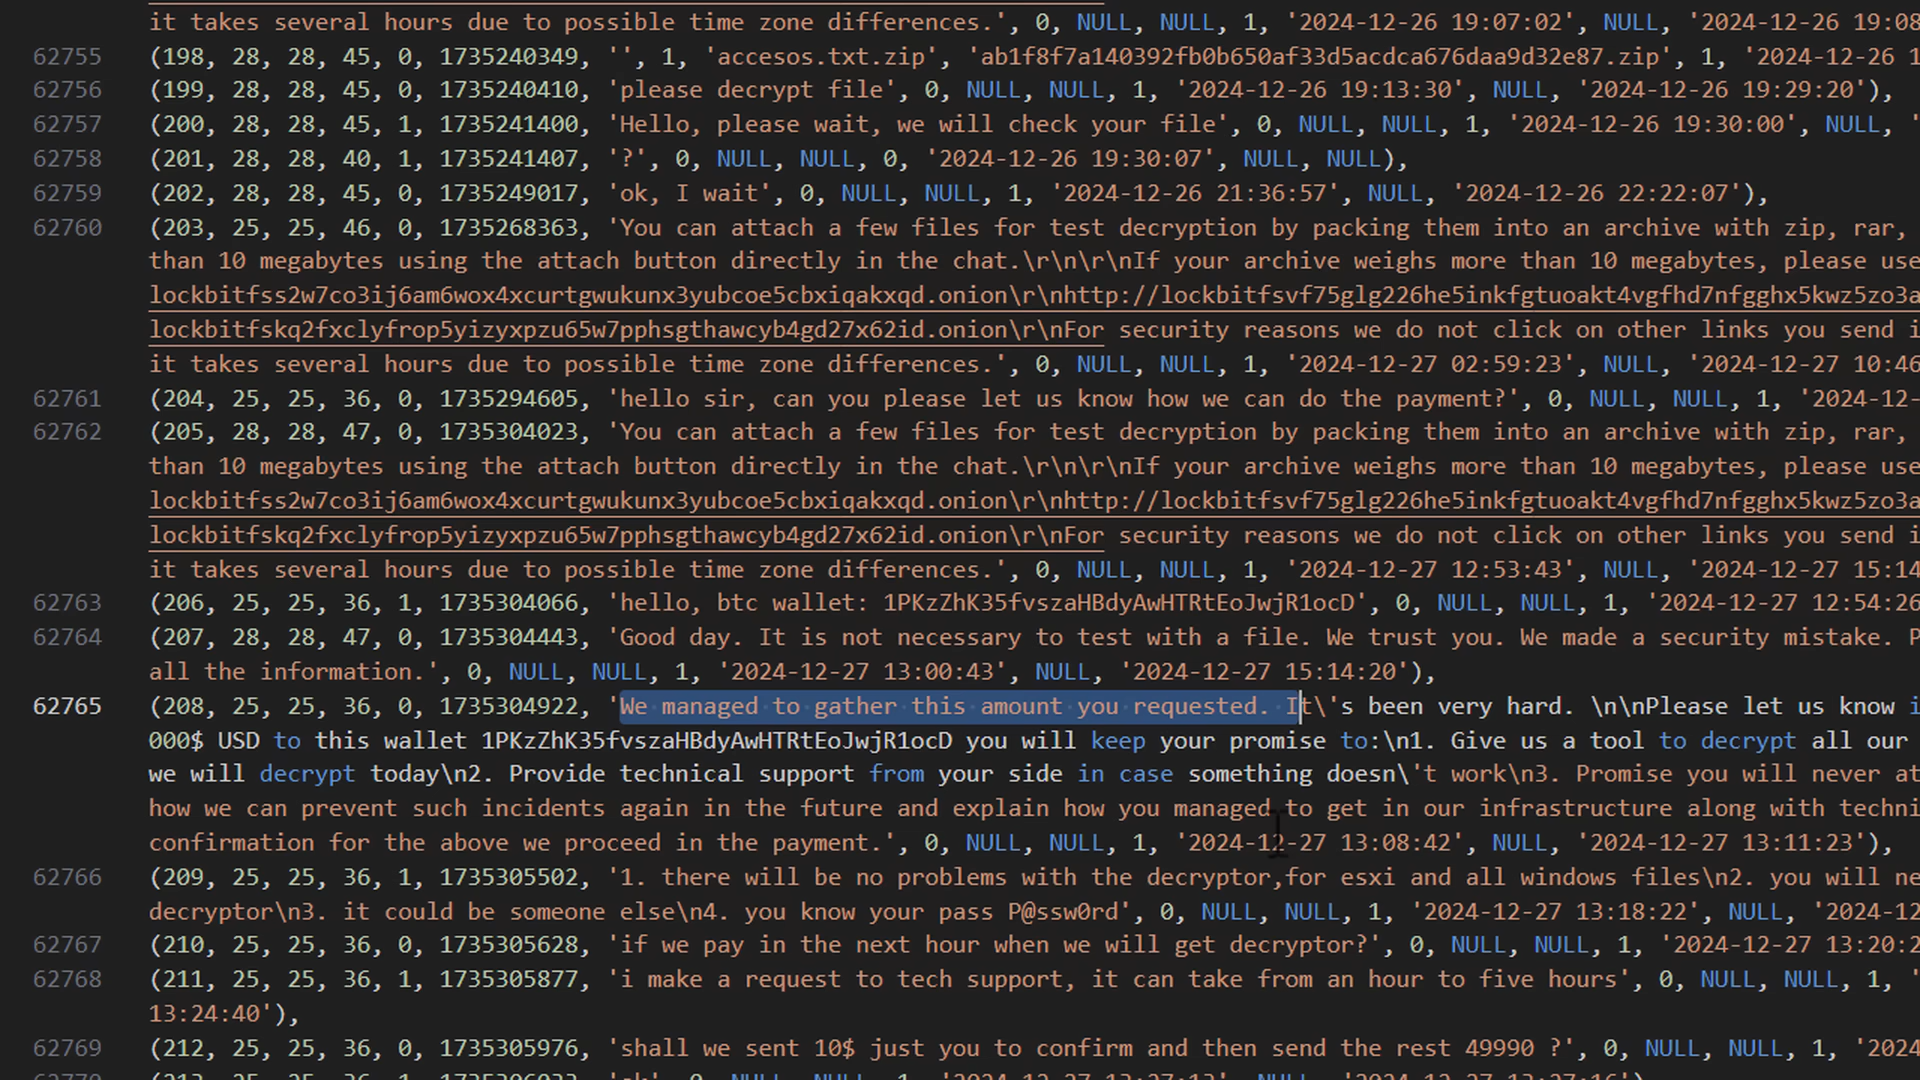 it takes several hours due to possible time zone differences.', 0, NULL, NULL, 1, '2024-12-26 19:07:02', NULL, '2024-12-26 19:08
62755 (198, 28, 28, 45, 0, 1735240349, '', 1, 'accesos.txt.zip', 'ab1f8f7a140392fb0b650af33d5acdca676daa9d32e87.zip', 1, '2024-12-26 1
62756 (199, 28, 28, 45, 0, 1735240410, 'please decrypt file', 0, NULL, NULL, 1, '2024-12-26 19:13:30', NULL, '2024-12-26 19:29:20'),
62757 (200, 28, 28, 45, 1, 1735241400, 'Hello, please wait, we will check your file', 0, NULL, NULL, 1, '2024-12-26 19:30:00', NULL, '
62758 (201, 28, 28, 40, 1, 1735241407, '?', 0, NULL, NULL, 0, '2024-12-26 19:30:07', NULL, NULL),
62759 (202, 28, 28, 45, 0, 1735249017, 'ok, I wait', 0, NULL, NULL, 1, '2024-12-26 21:36:57', NULL, '2024-12-26 22:22:07'),
62760 (203, 25, 25, 46, 0, 1735268363, 'You can attach a few files for test decryption by packing them into an archive with zip, rar,
than 10 megabytes using the attach button directly in the chat.\r\n\r\nIf your archive weighs more than 10 megabytes, please use
lockbitfss2w7co3ij6am6wox4xcurtgwukunx3yubcoe5cbxiqakxqd.onion\r\nhttp://lockbitfsvf75glg226he5inkfgtuoakt4vgfhd7nfgghx5kwz5zo3a
lockbitfskq2fxclyfrop5yizyxpzu65w7pphsgthawcyb4gd27x62id.onion\r\nFor security reasons we do not click on other links you send i
it takes several hours due to possible time zone differences.', 0, NULL, NULL, 1, '2024-12-27 02:59:23', NULL, '2024-12-27 10:46
62761 (204, 25, 25, 36, 0, 1735294605, 'hello sir, can you please let us know how we can do the payment?', 0, NULL, NULL, 1, '2024-12-
62762 (205, 28, 28, 47, 0, 1735304023, 'You can attach a few files for test decryption by packing them into an archive with zip, rar,
than 10 megabytes using the attach button directly in the chat.\r\n\r\nIf your archive weighs more than 10 megabytes, please use
lockbitfss2w7co3ij6am6wox4xcurtgwukunx3yubcoe5cbxiqakxqd.onion\r\nhttp://lockbitfsvf75glg226he5inkfgtuoakt4vgfhd7nfgghx5kwz5zo3a
lockbitfskq2fxclyfrop5yizyxpzu65w7pphsgthawcyb4gd27x62id.onion\r\nFor security reasons we do not click on other links you send i
it takes several hours due to possible time zone differences.', 0, NULL, NULL, 1, '2024-12-27 12:53:43', NULL, '2024-12-27 15:14
62763 (206, 25, 25, 36, 1, 1735304066, 'hello, btc wallet: 1PKzZhK35fvszaHBdyAwHTRtEoJwjR1ocD', 0, NULL, NULL, 1, '2024-12-27 12:54:26
62764 (207, 28, 28, 47, 0, 1735304443, 'Good day. It is not necessary to test with a file. We trust you. We made a security mistake. P
all the information.', 0, NULL, NULL, 1, '2024-12-27 13:00:43', NULL, '2024-12-27 15:14:20'),
62765 (208, 25, 25, 36, 0, 1735304922, 'We managed to gather this amount you requested. It\'s been very hard. \n\nPlease let us know i
000$ USD to this wallet 1PKzZhK35fvszaHBdyAwHTRtEoJwjR1ocD you will keep your promise to:\n1. Give us a tool to decrypt all our
we will decrypt today\n2. Provide technical support from your side in case something doesn\'t work\n3. Promise you will never at
how we can prevent such incidents again in the future and explain how you managed to get in our infrastructure along with techni
confirmation for the above we proceed in the payment.', 0, NULL, NULL, 1, '2024-12-27 13:08:42', NULL, '2024-12-27 13:11:23'),
62766 (209, 25, 25, 36, 1, 1735305502, '1. there will be no problems with the decryptor,for esxi and all windows files\n2. you will ne
decryptor\n3. it could be someone else\n4. you know your pass P@ssw0rd', 0, NULL, NULL, 1, '2024-12-27 13:18:22', NULL, '2024-12
62767 (210, 25, 25, 36, 0, 1735305628, 'if we pay in the next hour when we will get decryptor?', 0, NULL, NULL, 1, '2024-12-27 13:20:2
62768 (211, 25, 25, 36, 1, 1735305877, 'i make a request to tech support, it can take from an hour to five hours', 0, NULL, NULL, 1, '
13:24:40'),
62769 (212, 25, 25, 36, 0, 1735305976, 'shall we sent 10$ just you to confirm and then send the rest 49990 ?', 0, NULL, NULL, 1, '2024